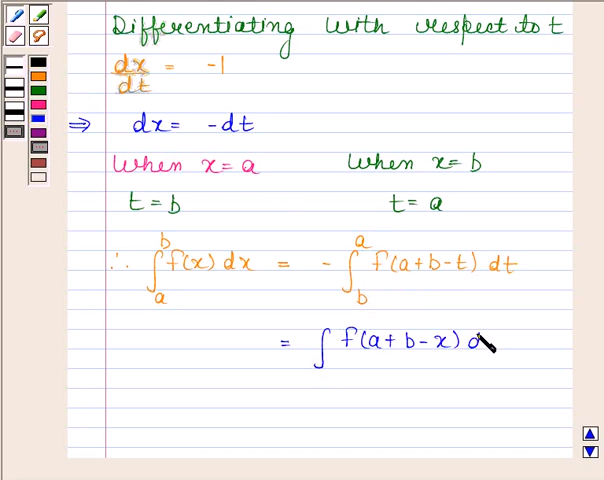 Differentiating with respect to t
dx/dt = -1
⇒ dx = -dt
When x = a When x = b
t = b t = a
∴ ∫_a^b f(x) dx = - ∫_b^a f(a+b-t) dt
= ∫ f(a+b-x) d